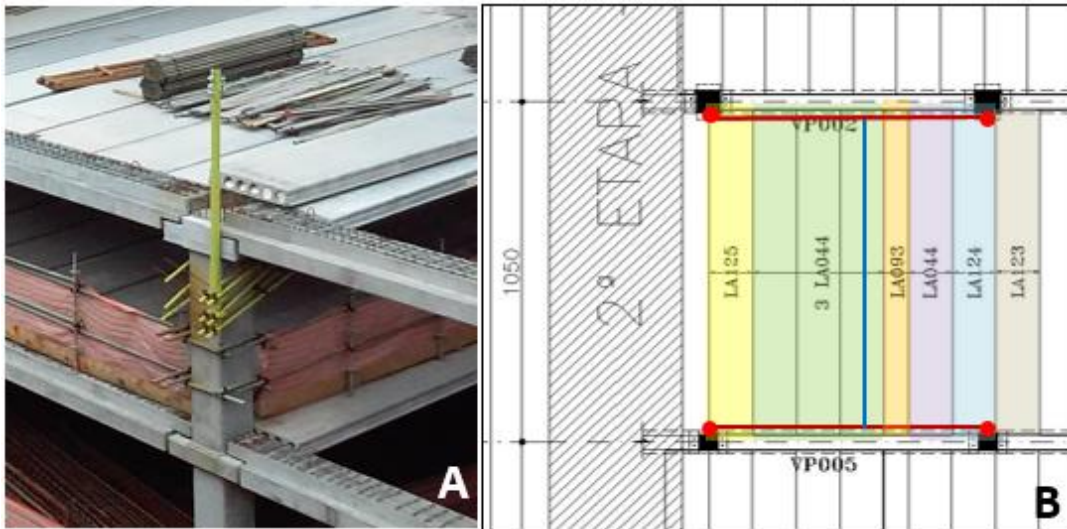 A
1050
2ª ETAPA
VP002
LA125
3 LA044
LA093
LA044
LA124
LA123
VP005
B